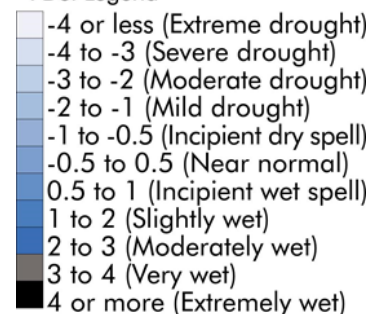 -4 or less (Extreme drought)
-4 to -3 (Severe drought)
-3 to -2 (Moderate drought)
-2 to -1 (Mild drought)
-1 to -0.5 (Incipient dry spell)
-0.5 to 0.5 (Near normal)
0.5 to 1 (Incipient wet spell)
1 to 2 (Slightly wet)
2 to 3 (Moderately wet)
3 to 4 (Very wet)
4 or more (Extremely wet)